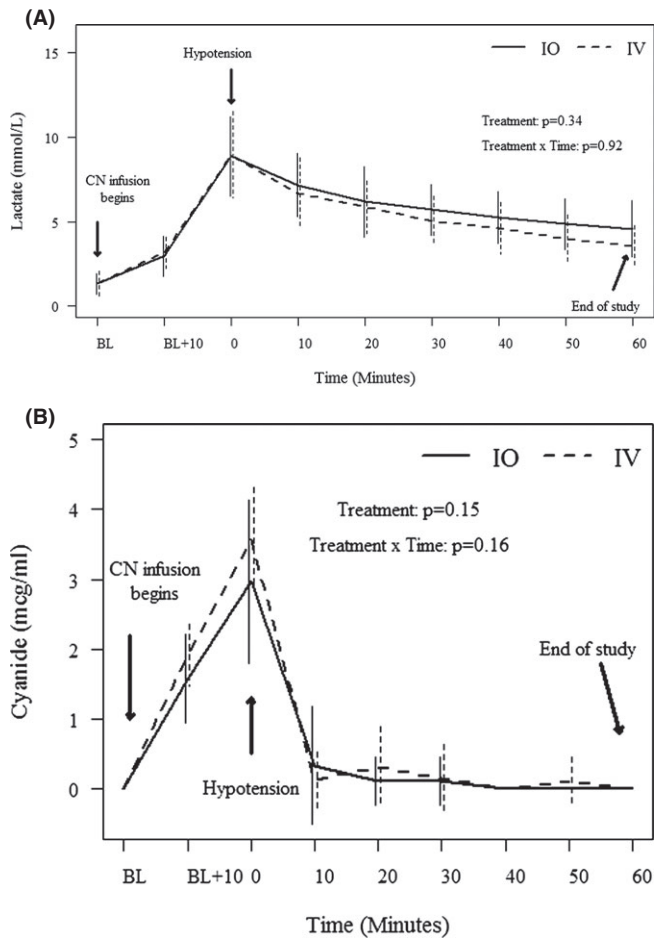 (A)
15
10
5
0
Lactate (mmol/L)
Hypotension
IO
IV
Treatment: p=0.34
Treatment x Time: p=0.92
CN infusion
begins
End of study
BL
BL+10
0
10
20
30
40
50
60
Time (Minutes)
(B)
5
4
3
2
1
0
Cyanide (mcg/ml)
IO
IV
Treatment: p=0.15
Treatment x Time: p=0.16
CN infusion
begins
End of study
Hypotension
BL
BL+10
0
10
20
30
40
50
60
Time (Minutes)